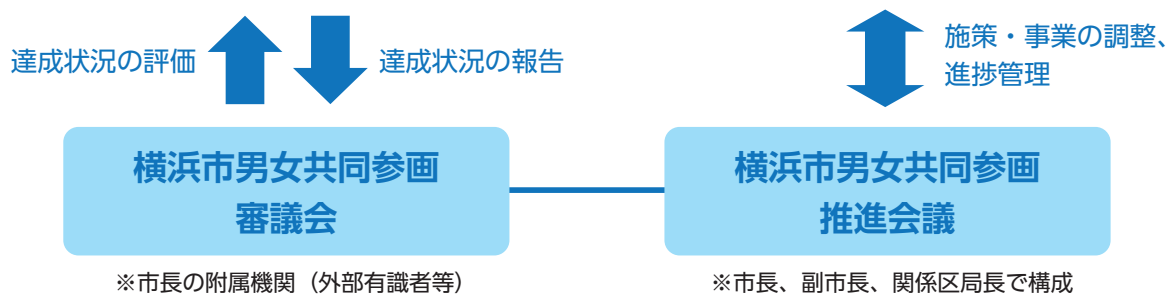 達成状況の評価
達成状況の報告
施策・事業の調整、
進捗管理
横浜市男女共同参画
審議会
横浜市男女共同参画
推進会議
※市長の附属機関（外部有識者等）
※市長、副市長、関係区局長で構成